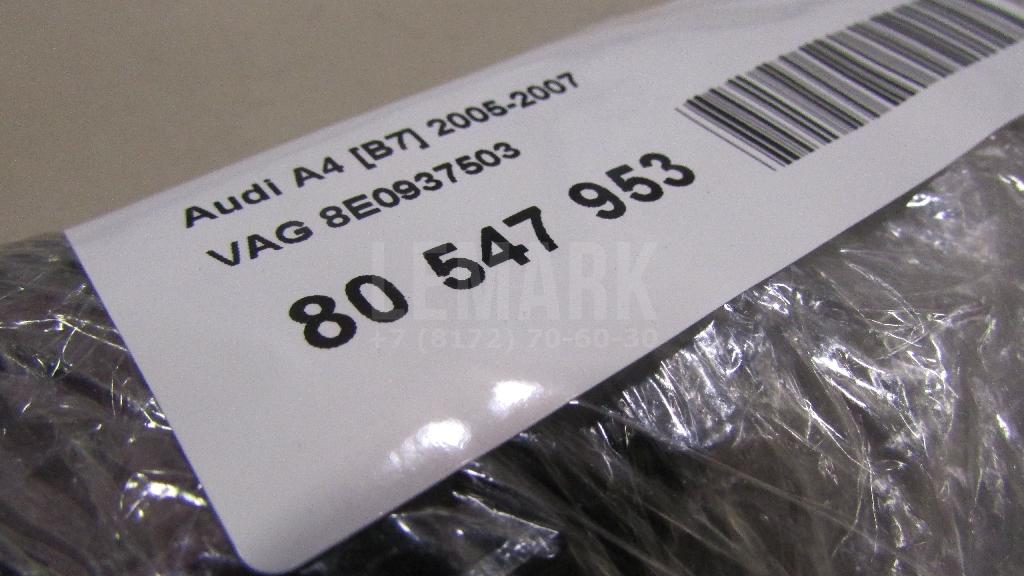 Audi A4 [B7] 2005-2007
VAG 8E0937503
80 547 953
LEMARK
+7 (8172) 70-60-30